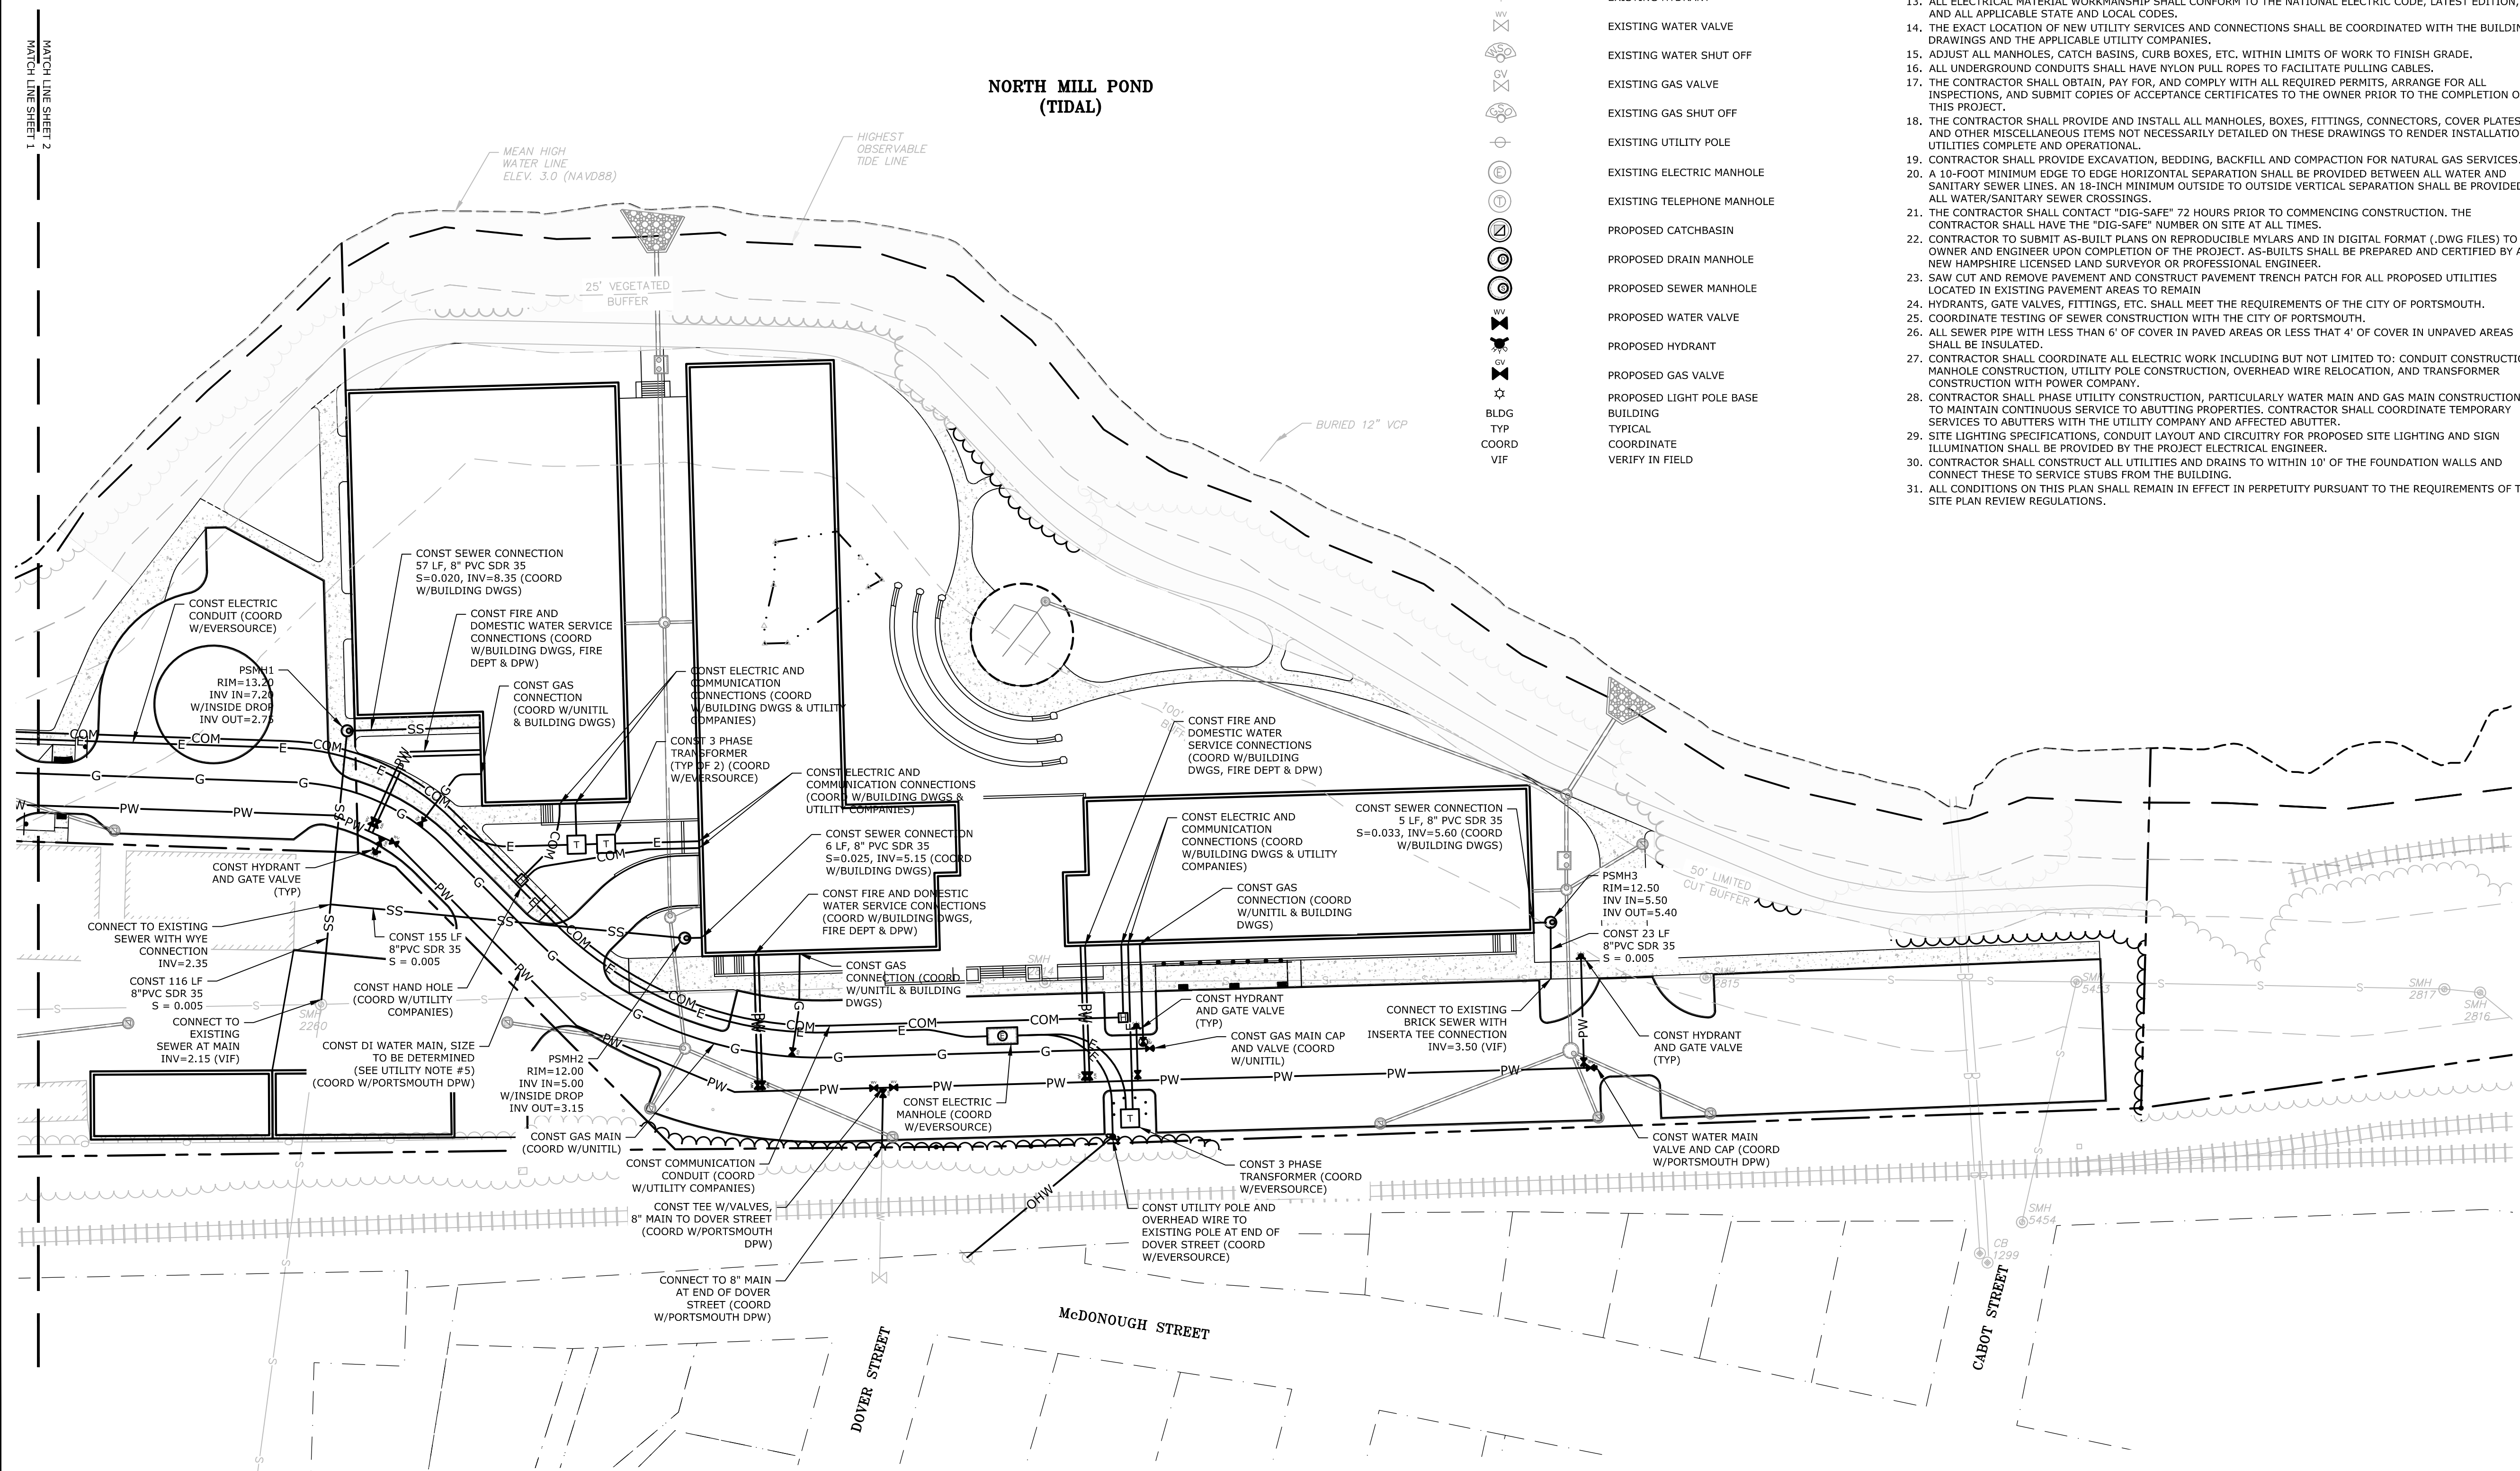 MATCH LINE SHEET 2
MATCH LINE SHEET 1
NORTH MILL POND
(TIDAL)
MEAN HIGH
WATER LINE
ELEV. 3.0 (NAVD88)
HIGHEST
OBSERVABLE
TIDE LINE
25' VEGETATED
BUFFER
BURIED 12" VCP
WV
EXISTING WATER VALVE
WSO
EXISTING WATER SHUT OFF
GV
EXISTING GAS VALVE
GSO
EXISTING GAS SHUT OFF
EXISTING UTILITY POLE
E
EXISTING ELECTRIC MANHOLE
T
EXISTING TELEPHONE MANHOLE
PROPOSED CATCHBASIN
PROPOSED DRAIN MANHOLE
PROPOSED SEWER MANHOLE
WV
PROPOSED WATER VALVE
PROPOSED HYDRANT
GV
PROPOSED GAS VALVE
PROPOSED LIGHT POLE BASE
BLDG BUILDING
TYP TYPICAL
COORD COORDINATE
VIF VERIFY IN FIELD
13. ALL ELECTRICAL MATERIAL WORKMANSHIP SHALL CONFORM TO THE NATIONAL ELECTRIC CODE, LATEST EDITION,
AND ALL APPLICABLE STATE AND LOCAL CODES.
14. THE EXACT LOCATION OF NEW UTILITY SERVICES AND CONNECTIONS SHALL BE COORDINATED WITH THE BUILDIN
DRAWINGS AND THE APPLICABLE UTILITY COMPANIES.
15. ADJUST ALL MANHOLES, CATCH BASINS, CURB BOXES, ETC. WITHIN LIMITS OF WORK TO FINISH GRADE.
16. ALL UNDERGROUND CONDUITS SHALL HAVE NYLON PULL ROPES TO FACILITATE PULLING CABLES.
17. THE CONTRACTOR SHALL OBTAIN, PAY FOR, AND COMPLY WITH ALL REQUIRED PERMITS, ARRANGE FOR ALL
INSPECTIONS, AND SUBMIT COPIES OF ACCEPTANCE CERTIFICATES TO THE OWNER PRIOR TO THE COMPLETION O
THIS PROJECT.
18. THE CONTRACTOR SHALL PROVIDE AND INSTALL ALL MANHOLES, BOXES, FITTINGS, CONNECTORS, COVER PLATES
AND OTHER MISCELLANEOUS ITEMS NOT NECESSARILY DETAILED ON THESE DRAWINGS TO RENDER INSTALLATIO
UTILITIES COMPLETE AND OPERATIONAL.
19. CONTRACTOR SHALL PROVIDE EXCAVATION, BEDDING, BACKFILL AND COMPACTION FOR NATURAL GAS SERVICES.
20. A 10-FOOT MINIMUM EDGE TO EDGE HORIZONTAL SEPARATION SHALL BE PROVIDED BETWEEN ALL WATER AND
SANITARY SEWER LINES. AN 18-INCH MINIMUM OUTSIDE TO OUTSIDE VERTICAL SEPARATION SHALL BE PROVIDED
ALL WATER/SANITARY SEWER CROSSINGS.
21. THE CONTRACTOR SHALL CONTACT "DIG-SAFE" 72 HOURS PRIOR TO COMMENCING CONSTRUCTION. THE
CONTRACTOR SHALL HAVE THE "DIG-SAFE" NUMBER ON SITE AT ALL TIMES.
22. CONTRACTOR TO SUBMIT AS-BUILT PLANS ON REPRODUCIBLE MYLARS AND IN DIGITAL FORMAT (.DWG FILES) TO
OWNER AND ENGINEER UPON COMPLETION OF THE PROJECT. AS-BUILTS SHALL BE PREPARED AND CERTIFIED BY A
NEW HAMPSHIRE LICENSED LAND SURVEYOR OR PROFESSIONAL ENGINEER.
23. SAW CUT AND REMOVE PAVEMENT AND CONSTRUCT PAVEMENT TRENCH PATCH FOR ALL PROPOSED UTILITIES
LOCATED IN EXISTING PAVEMENT AREAS TO REMAIN
24. HYDRANTS, GATE VALVES, FITTINGS, ETC. SHALL MEET THE REQUIREMENTS OF THE CITY OF PORTSMOUTH.
25. COORDINATE TESTING OF SEWER CONSTRUCTION WITH THE CITY OF PORTSMOUTH.
26. ALL SEWER PIPE WITH LESS THAN 6' OF COVER IN PAVED AREAS OR LESS THAT 4' OF COVER IN UNPAVED AREAS
SHALL BE INSULATED.
27. CONTRACTOR SHALL COORDINATE ALL ELECTRIC WORK INCLUDING BUT NOT LIMITED TO: CONDUIT CONSTRUCTIO
MANHOLE CONSTRUCTION, UTILITY POLE CONSTRUCTION, OVERHEAD WIRE RELOCATION, AND TRANSFORMER
CONSTRUCTION WITH POWER COMPANY.
28. CONTRACTOR SHALL PHASE UTILITY CONSTRUCTION, PARTICULARLY WATER MAIN AND GAS MAIN CONSTRUCTION
TO MAINTAIN CONTINUOUS SERVICE TO ABUTTING PROPERTIES. CONTRACTOR SHALL COORDINATE TEMPORARY
SERVICES TO ABUTTERS WITH THE UTILITY COMPANY AND AFFECTED ABUTTER.
29. SITE LIGHTING SPECIFICATIONS, CONDUIT LAYOUT AND CIRCUITRY FOR PROPOSED SITE LIGHTING AND SIGN
ILLUMINATION SHALL BE PROVIDED BY THE PROJECT ELECTRICAL ENGINEER.
30. CONTRACTOR SHALL CONSTRUCT ALL UTILITIES AND DRAINS TO WITHIN 10' OF THE FOUNDATION WALLS AND
CONNECT THESE TO SERVICE STUBS FROM THE BUILDING.
31. ALL CONDITIONS ON THIS PLAN SHALL REMAIN IN EFFECT IN PERPETUITY PURSUANT TO THE REQUIREMENTS OF T
SITE PLAN REVIEW REGULATIONS.
CONST SEWER CONNECTION
57 LF, 8" PVC SDR 35
S=0.020, INV=8.35 (COORD
W/BUILDING DWGS)
CONST ELECTRIC
CONDUIT (COORD
W/EVERSOURCE)
CONST FIRE AND
DOMESTIC WATER SERVICE
CONNECTIONS (COORD
W/BUILDING DWGS, FIRE
DEPT & DPW)
PSMH1
RIM=13.20
INV IN=7.20
W/INSIDE DROP
INV OUT=2.75
CONST GAS
CONNECTION
(COORD W/UNITIL
& BUILDING DWGS)
CONST ELECTRIC AND
COMMUNICATION
CONNECTIONS (COORD
W/BUILDING DWGS & UTILITY
COMPANIES)
CONST 3 PHASE
TRANSFORMER
(TYP OF 2) (COORD
W/EVERSOURCE)
CONST ELECTRIC AND
COMMUNICATION CONNECTIONS
(COORD W/BUILDING DWGS &
UTILITY COMPANIES)
CONST SEWER CONNECTION
6 LF, 8" PVC SDR 35
S=0.025, INV=5.15 (COORD
W/BUILDING DWGS)
CONST FIRE AND DOMESTIC
WATER SERVICE CONNECTIONS
(COORD W/BUILDING DWGS,
FIRE DEPT & DPW)
CONST GAS
CONNECTION (COORD
W/UNITIL & BUILDING
DWGS)
100'
CONST FIRE AND
DOMESTIC WATER
SERVICE CONNECTIONS
(COORD W/BUILDING
DWGS, FIRE DEPT & DPW)
CONST ELECTRIC AND
COMMUNICATION
CONNECTIONS (COORD
W/BUILDING DWGS & UTILITY
COMPANIES)
CONST GAS
CONNECTION (COORD
W/UNITIL & BUILDING
DWGS)
CONST SEWER CONNECTION
5 LF, 8" PVC SDR 35
S=0.033, INV=5.60 (COORD
W/BUILDING DWGS)
PSMH3
RIM=12.50
INV IN=5.50
INV OUT=5.40
CONST 23 LF
8"PVC SDR 35
S = 0.005
50' LIMITED
CUT BUFFER
CONST HYDRANT
AND GATE VALVE
(TYP)
CONNECT TO EXISTING
SEWER WITH WYE
CONNECTION
INV=2.35
CONST 116 LF
8"PVC SDR 35
S = 0.005
CONNECT TO
EXISTING
SEWER AT MAIN
INV=2.15 (VIF)
CONST 155 LF
8"PVC SDR 35
S = 0.005
CONST HAND HOLE
(COORD W/UTILITY
COMPANIES)
SMH
2260
CONST DI WATER MAIN, SIZE
TO BE DETERMINED
(SEE UTILITY NOTE #5)
(COORD W/PORTSMOUTH DPW)
PSMH2
RIM=12.00
INV IN=5.00
W/INSIDE DROP
INV OUT=3.15
CONST GAS MAIN
(COORD W/UNITIL)
CONST COMMUNICATION
CONDUIT (COORD
W/UTILITY COMPANIES)
CONST TEE W/VALVES,
8" MAIN TO DOVER STREET
(COORD W/PORTSMOUTH
DPW)
CONNECT TO 8" MAIN
AT END OF DOVER
STREET (COORD
W/PORTSMOUTH DPW)
CONST ELECTRIC
MANHOLE (COORD
W/EVERSOURCE)
CONST HYDRANT
AND GATE VALVE
(TYP)
CONST GAS MAIN CAP
AND VALVE (COORD
W/UNITIL)
CONNECT TO EXISTING
BRICK SEWER WITH
INSERTA TEE CONNECTION
INV=3.50 (VIF)
CONST HYDRANT
AND GATE VALVE
(TYP)
CONST WATER MAIN
VALVE AND CAP (COORD
W/PORTSMOUTH DPW)
CONST 3 PHASE
TRANSFORMER (COORD
W/EVERSOURCE)
CONST UTILITY POLE AND
OVERHEAD WIRE TO
EXISTING POLE AT END OF
DOVER STREET (COORD
W/EVERSOURCE)
OHW
SMH
2815
SMH
5453
SMH
2817
SMH
2816
SMH
5454
CB
1299
McDONOUGH STREET
DOVER STREET
CABOT STREET